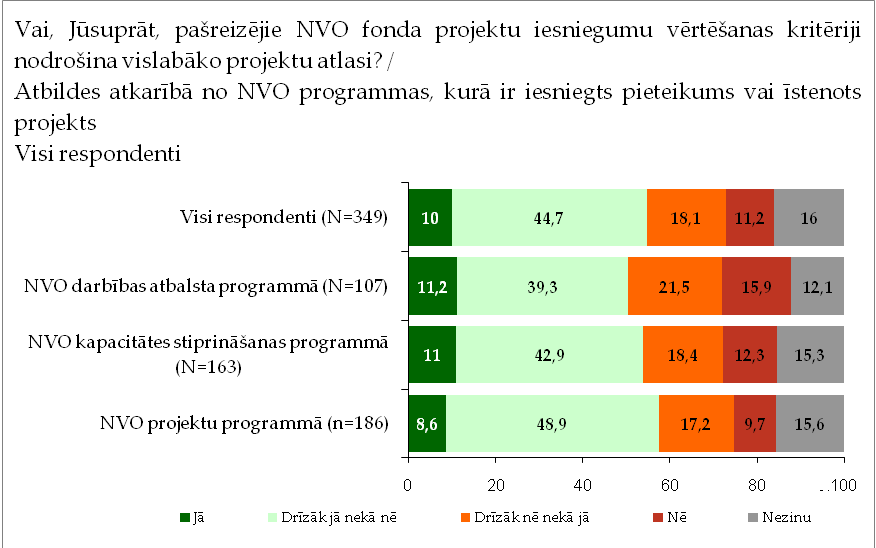 Vai, Jūsuprāt, pašreizējie NVO fonda projektu iesniegumu vērtēšanas kritēriji
nodrošina vislabāko projektu atlasi? /
Atbildes atkarībā no NVO programmas, kurā ir iesniegts pieteikums vai īstenots
projekts
Visi respondenti
Visi respondenti (N=349)
10 44,7 18,1 11,2 16
NVO darbības atbalsta programmā (N=107)
11,2 39,3 21,5 15,9 12,1
NVO kapacitātes stiprināšanas programmā
(N=163)
11 42,9 18,4 12,3 15,3
NVO projektu programmā (n=186)
8,6 48,9 17,2 9,7 15,6
0 20 40 60 80 100
Jā Drīzāk jā nekā nē Drīzāk nē nekā jā Nē Nezinu